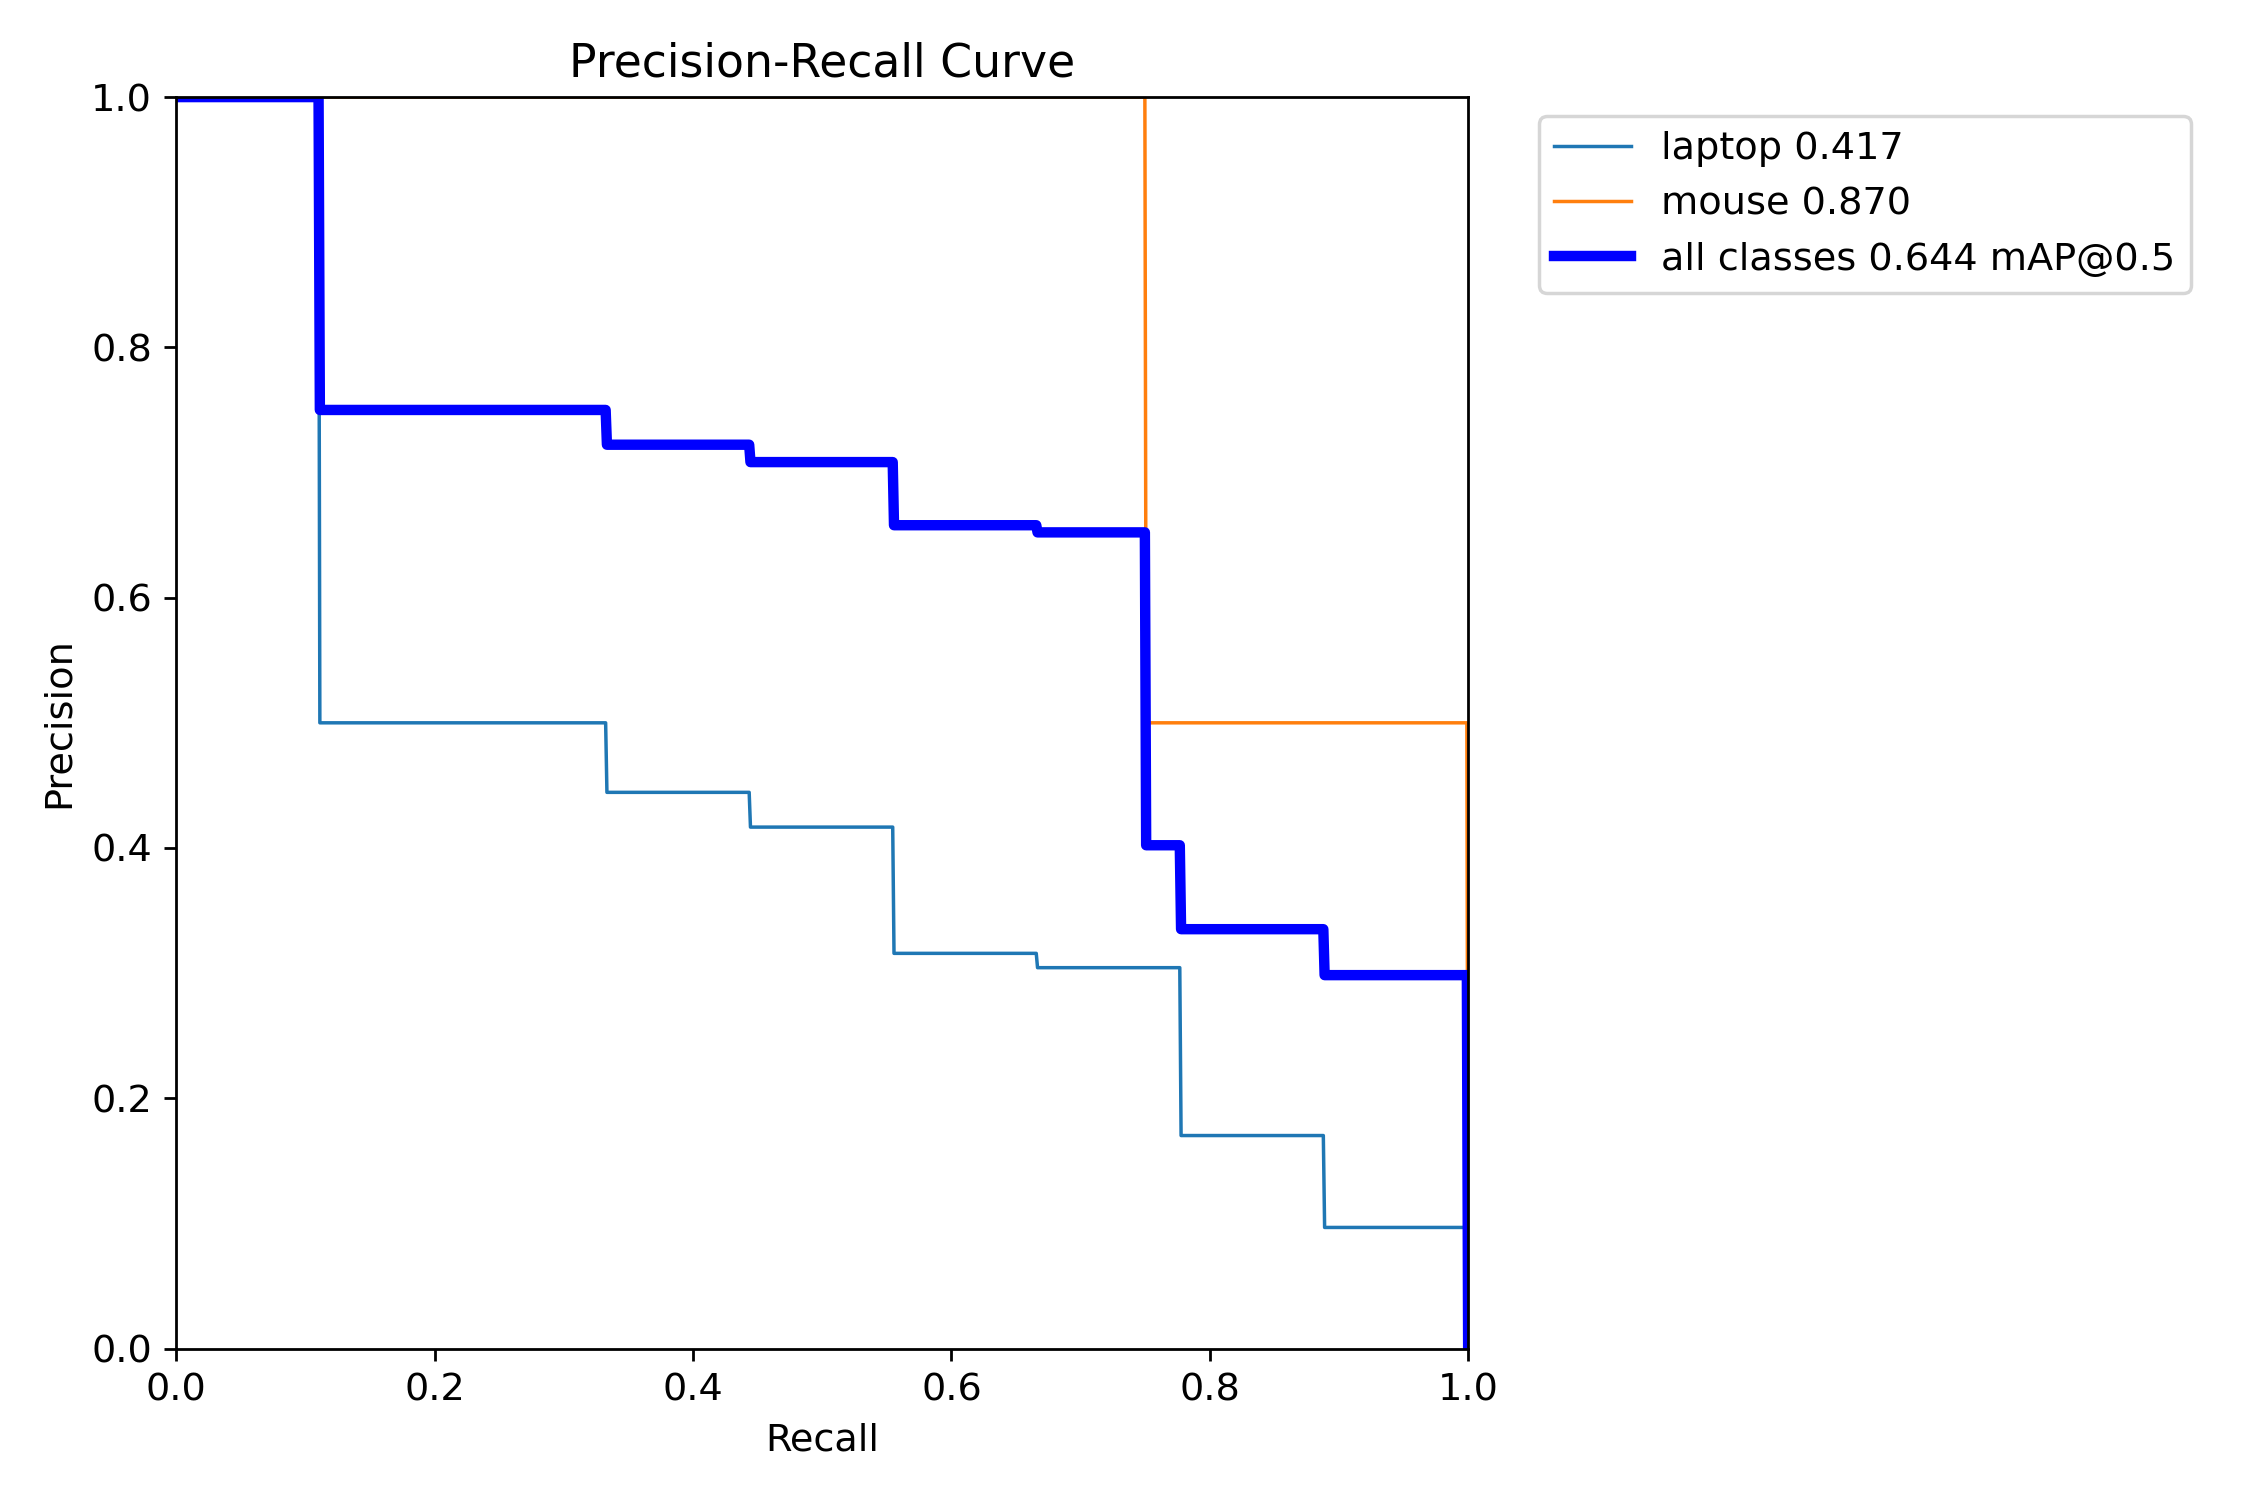 Precision-Recall Curve
laptop 0.417
mouse 0.870
all classes 0.644 mAP@0.5
Precision
1.0
0.8
0.6
0.4
0.2
0.0
0.0 0.2 0.4 0.6 0.8 1.0
Recall